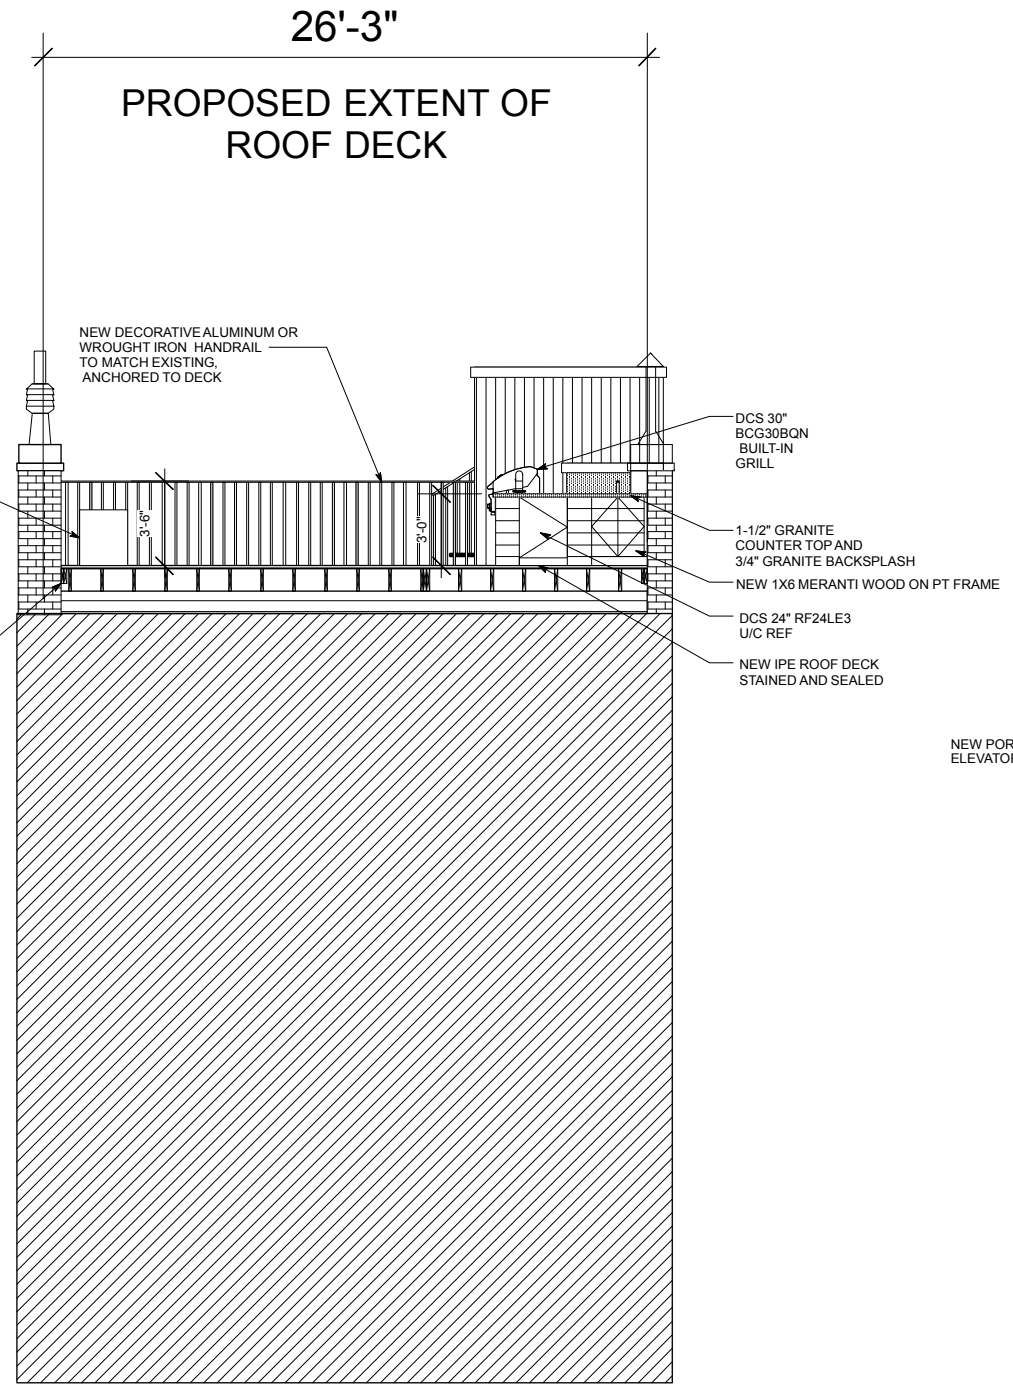 26'-3"
PROPOSED EXTENT OF
ROOF DECK
NEW DECORATIVE ALUMINUM OR
WROUGHT IRON HANDRAIL
TO MATCH EXISTING,
ANCHORED TO DECK
DCS 30"
BCG30BQN
BUILT-IN
GRILL
3'-6"
3'-0"
1-1/2" GRANITE
COUNTER TOP AND
3/4" GRANITE BACKSPLASH
NEW 1X6 MERANTI WOOD ON PT FRAME
DCS 24" RF24LE3
U/C REF
NEW IPE ROOF DECK
STAINED AND SEALED
NEW POR
ELEVATO